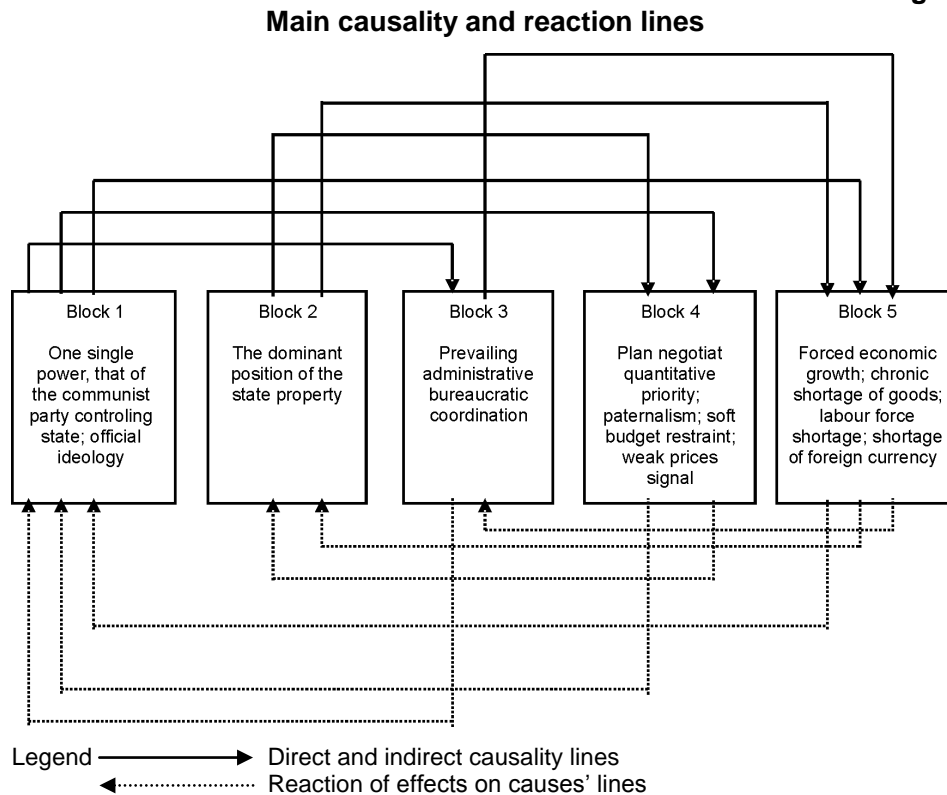 Main causality and reaction lines
Block 1
One single
power, that of
the communist
party controling
state; official
ideology
Block 2
The dominant
position of the
state property
Block 3
Prevailing
administrative
bureaucratic
coordination
Block 4
Plan negotiat
quantitative
priority;
paternalism; soft
budget restraint;
weak prices
signal
Block 5
Forced economic
growth; chronic
shortage of goods;
labour force
shortage; shortage
of foreign currency
Legend
Direct and indirect causality lines
Reaction of effects on causes’ lines